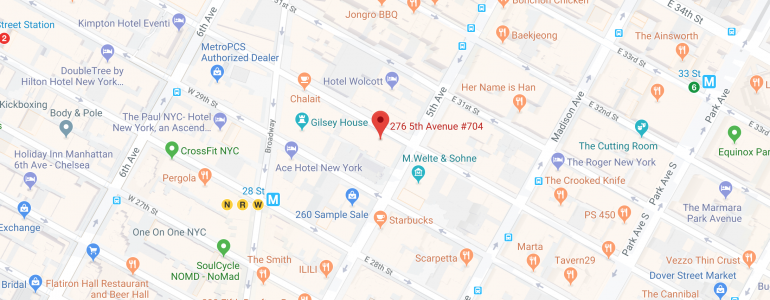 Kimpton Hotel Eventi
6th Ave
Jongro BBQ
Bonchon Chicken
E 34th St
Street Station
2
MetroPCS
Authorized Dealer
Baekjeong
The Ainsworth
E 33rd St
33 St
M
6
DoubleTree by
Hilton Hotel New York...
Hotel Wolcott
Her Name is Han
Kickboxing
Body & Pole
W 29th St
Chalait
5th Ave
E 31st St
E 32nd St
Park Ave
Madison Ave
The Paul NYC- Hotel
New York, an Ascend...
Gilsey House
276 5th Avenue #704
Broadway
The Cutting Room
Equinox Par
Holiday Inn Manhattan
6th Ave - Chelsea
CrossFit NYC
Ace Hotel New York
M.Welte & Sohne
The Roger New York
6th Ave
Pergola
28 St
M
N
R
W
The Crooked Knife
Park Ave S
The Marmara
Park Avenue
W 27th St
260 Sample Sale
Starbucks
PS 450
Park Ave S
Exchange
One On One NYC
SoulCycle
NOMD - NoMad
The Smith
ILILI
E 28th St
Scarpetta
Marta
Tavern29
Vezzo Thin Crust
Dover Street Market
The Cannibal
Bridal
Flatiron Hall Restaurant
and Beer Hall